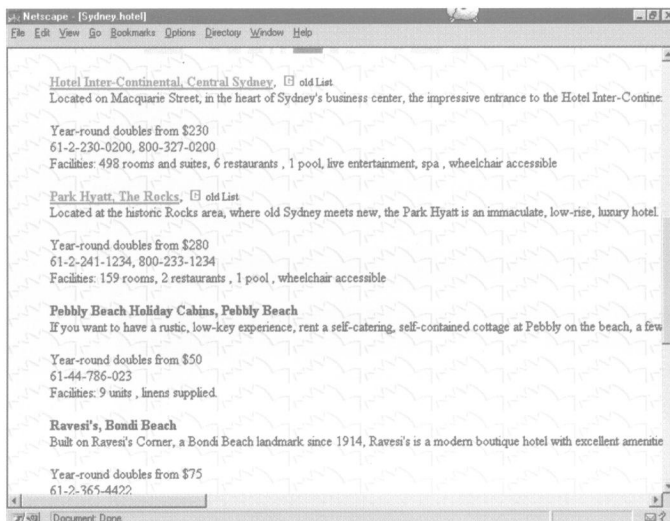 Netscape - [Sydney.hotel]
File Edit View Go Bookmarks Options Directory Window Help
Hotel Inter-Continental, Central Sydney, old List
Located on Macquarie Street, in the heart of Sydney's business center, the impressive entrance to the Hotel Inter-Contine
Year-round doubles from $230
61-2-230-0200, 800-327-0200
Facilities: 498 rooms and suites, 6 restaurants , 1 pool, live entertainment, spa , wheelchair accessible
Park Hyatt, The Rocks, old List
Located at the historic Rocks area, where old Sydney meets new, the Park Hyatt is an immaculate, low-rise, luxury hotel.
Year-round doubles from $280
61-2-241-1234, 800-233-1234
Facilities: 159 rooms, 2 restaurants , 1 pool , wheelchair accessible
Pebbly Beach Holiday Cabins, Pebbly Beach
If you want to have a rustic, low-key experience, rent a self-catering, self-contained cottage at Pebbly on the beach, a few
Year-round doubles from $50
61-44-786-023
Facilities: 9 units , linens supplied.
Ravesi's, Bondi Beach
Built on Ravesi's Corner, a Bondi Beach landmark since 1914, Ravesi's is a modern boutique hotel with excellent amenitie
Year-round doubles from $75
61-2-365-4422
Document: Done